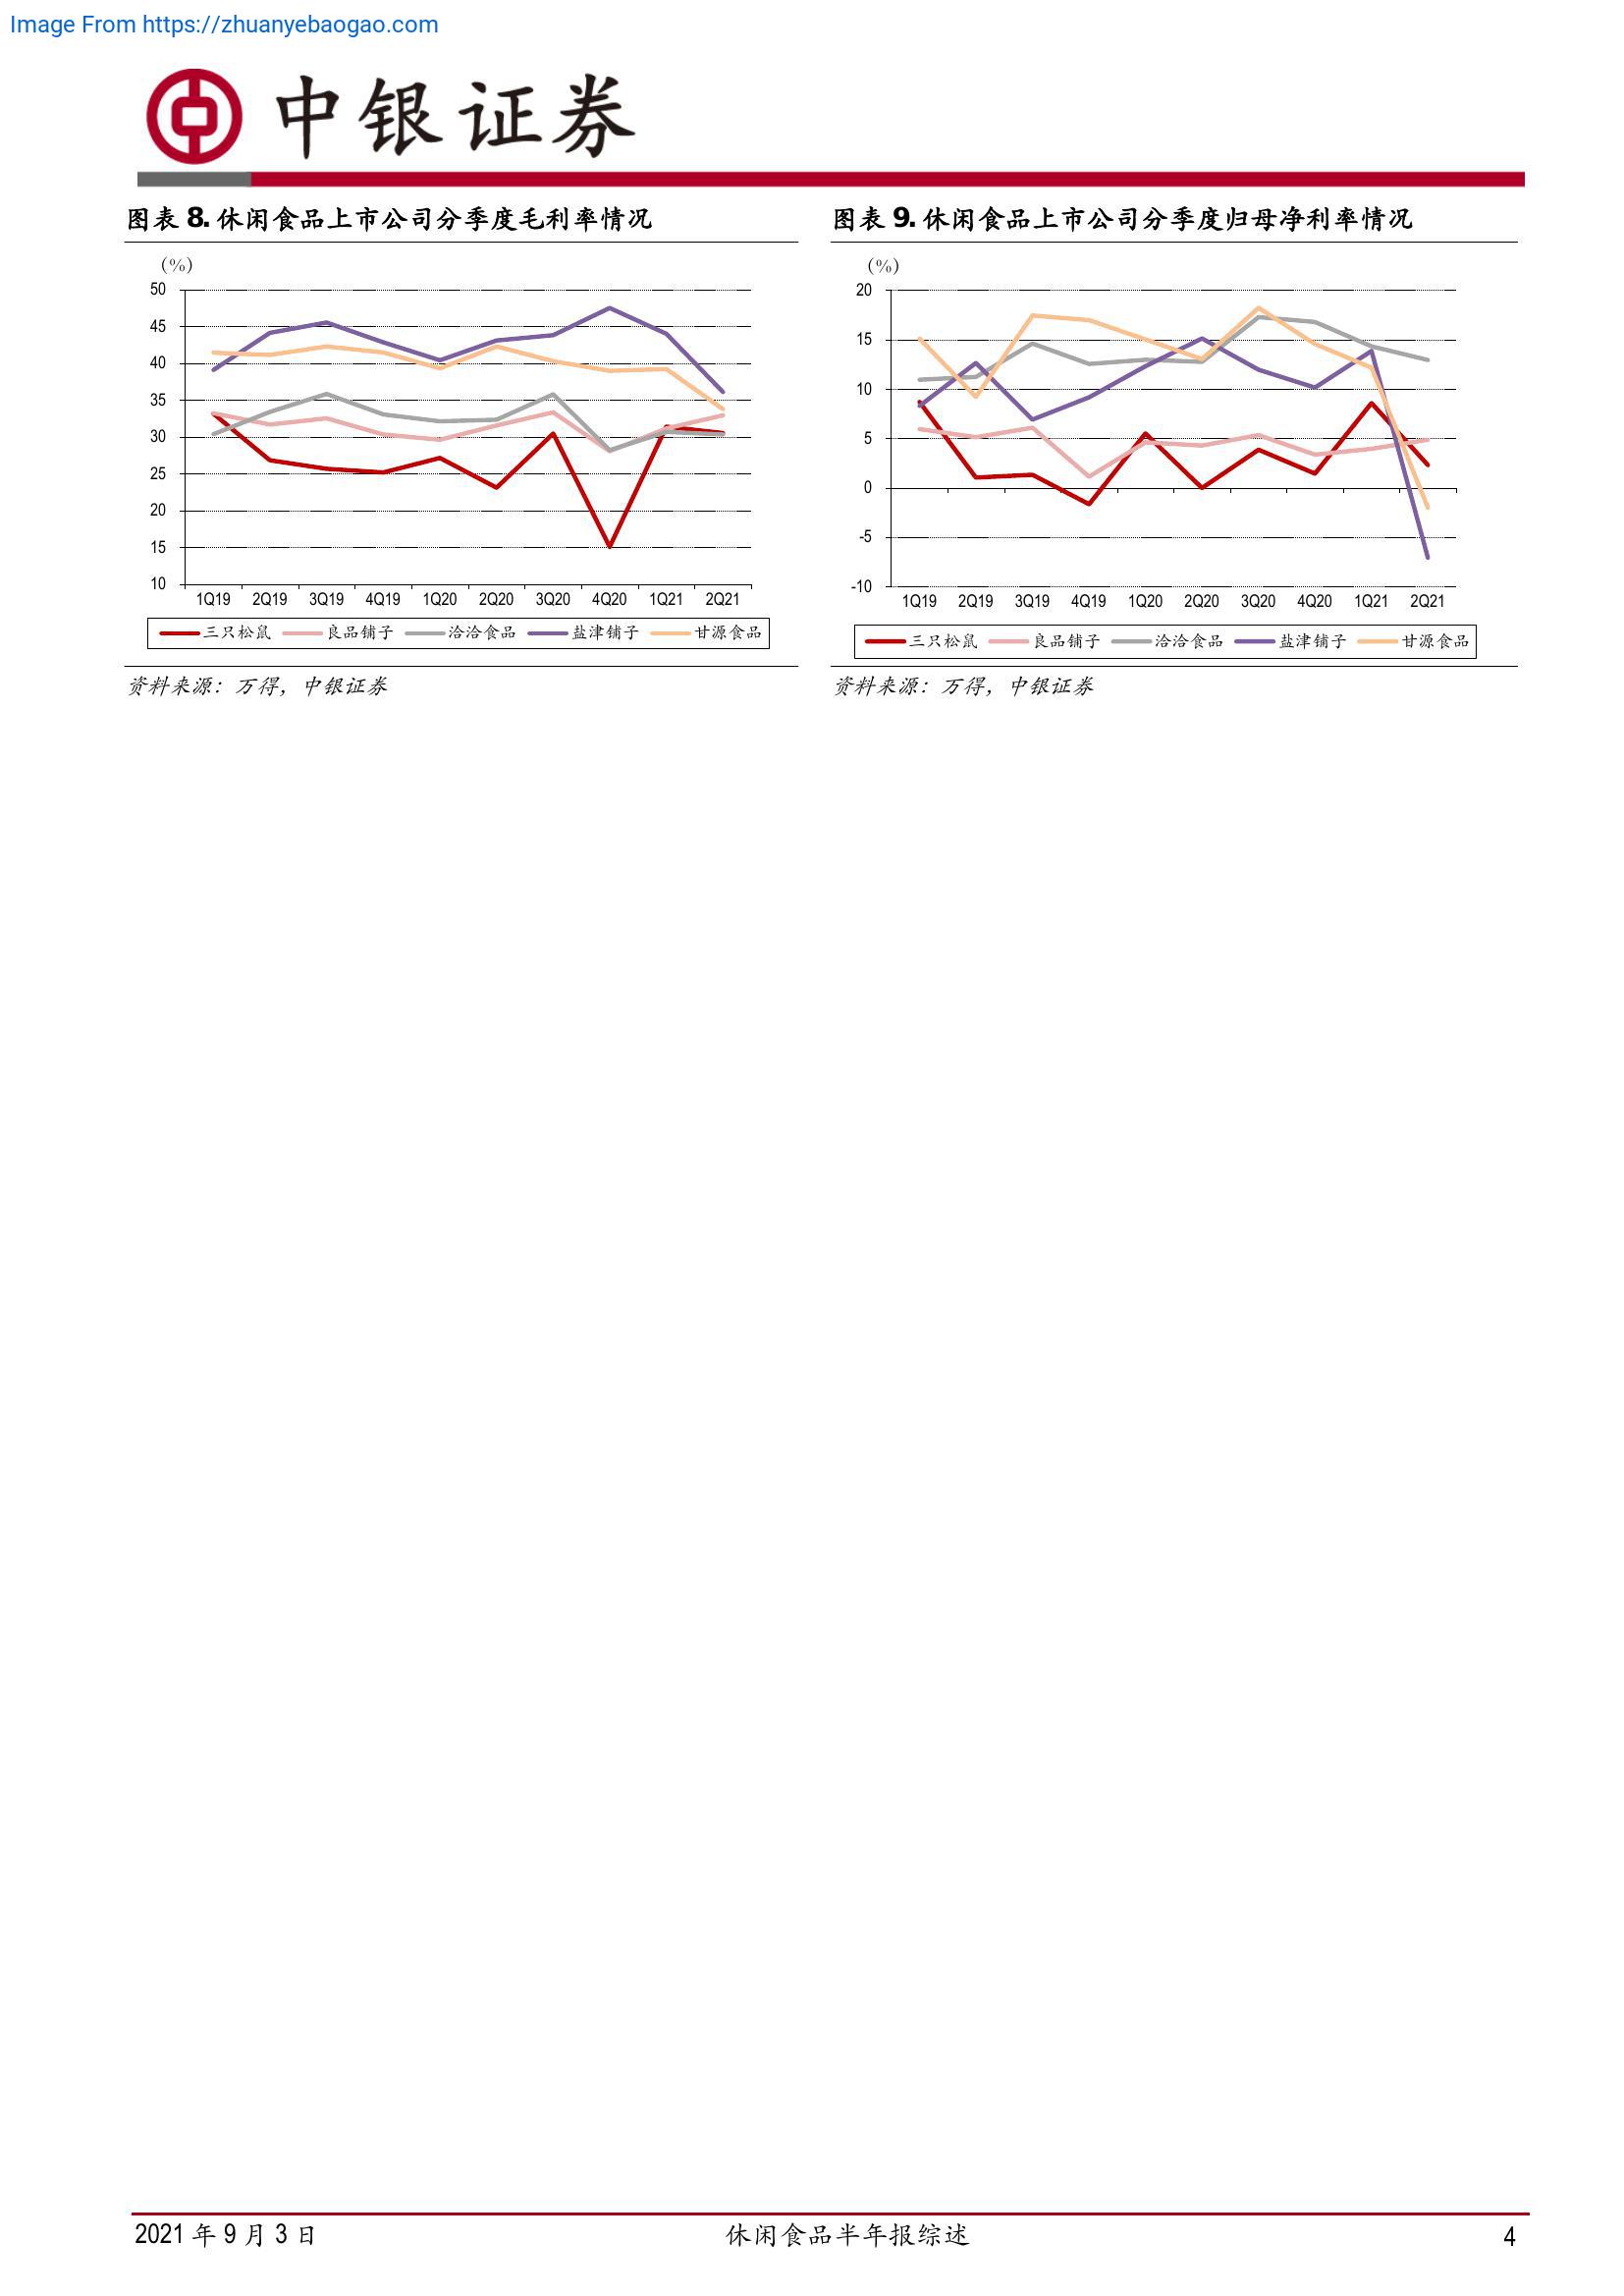 Image From https://zhuanyebaogao.com
中银证券
图表 8. 休闲食品上市公司分季度毛利率情况
(%)
50
45
40
35
30
25
20
15
10
1Q19 2Q19 3Q19 4Q19 1Q20 2Q20 3Q20 4Q20 1Q21 2Q21
三只松鼠 良品铺子 洽洽食品 盐津铺子 甘源食品
资料来源：万得，中银证券
图表 9. 休闲食品上市公司分季度归母净利率情况
(%)
20
15
10
5
0
-5
-10
1Q19 2Q19 3Q19 4Q19 1Q20 2Q20 3Q20 4Q20 1Q21 2Q21
三只松鼠 良品铺子 洽洽食品 盐津铺子 甘源食品
资料来源：万得，中银证券
2021 年 9 月 3 日 休闲食品半年报综述 4